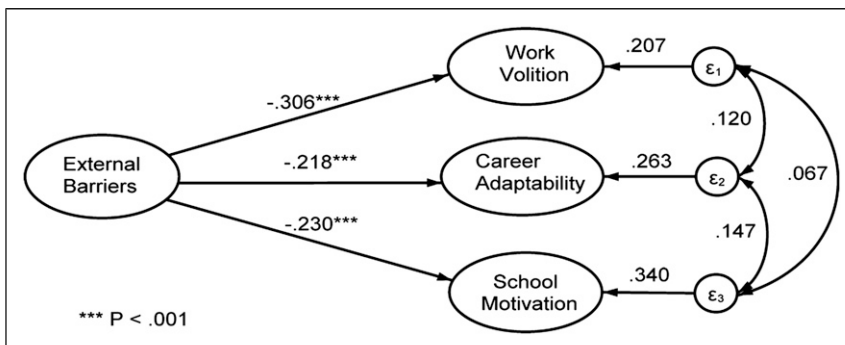 Work
Volition
.207
ε₁
-.306***
.120
External
Barriers
-.218***
Career
Adaptability
.263
ε₂
.067
-.230***
.147
School
Motivation
.340
ε₃
*** P < .001